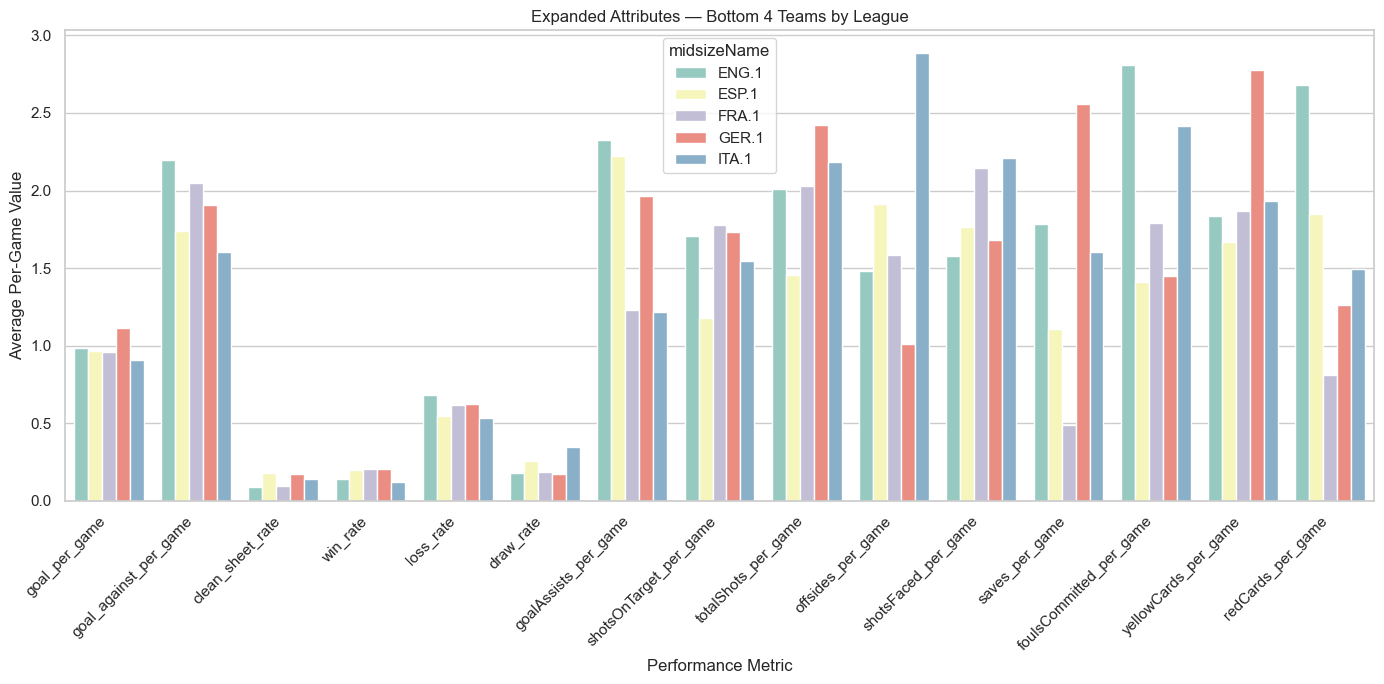 Expanded Attributes — Bottom 4 Teams by League
midsizeName
ENG.1
ESP.1
FRA.1
GER.1
ITA.1
Average Per-Game Value
3.0
2.5
2.0
1.5
1.0
0.5
0.0
goal_per_game
goal_against_per_game
clean_sheet_rate
win_rate
loss_rate
draw_rate
goalAssists_per_game
shotsOnTarget_per_game
totalShots_per_game
offsides_per_game
shotsFaced_per_game
saves_per_game
foulsCommitted_per_game
yellowCards_per_game
redCards_per_game
Performance Metric